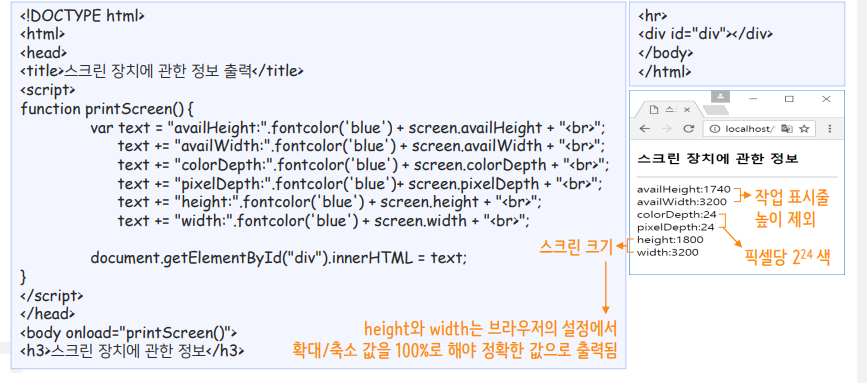 <!DOCTYPE html>
<html>
<head>
<title>스크린 장치에 관한 정보 출력</title>
<script>
function printScreen() {
var text = "availHeight:".fontcolor('blue') + screen.availHeight + "<br>";
text += "availWidth:".fontcolor('blue') + screen.availWidth + "<br>";
text += "colorDepth:".fontcolor('blue') + screen.colorDepth + "<br>";
text += "pixelDepth:".fontcolor('blue')+ screen.pixelDepth + "<br>";
text += "height:".fontcolor('blue') + screen.height + "<br>";
text += "width:".fontcolor('blue') + screen.width + "<br>";
document.getElementById("div").innerHTML = text;
}
</script>
</head>
<body onload="printScreen()">
<h3>스크린 장치에 관한 정보</h3>
스크린 크기
height와 width는 브라우저의 설정에서
확대/축소 값을 100%로 해야 정확한 값으로 출력됨
<hr>
<div id="div"></div>
</body>
</html>
localhost/
스크린 장치에 관한 정보
availHeight:1740
availWidth:3200
colorDepth:24
pixelDepth:24
height:1800
width:3200
작업 표시줄
높이 제외
픽셀당 2²⁴ 색